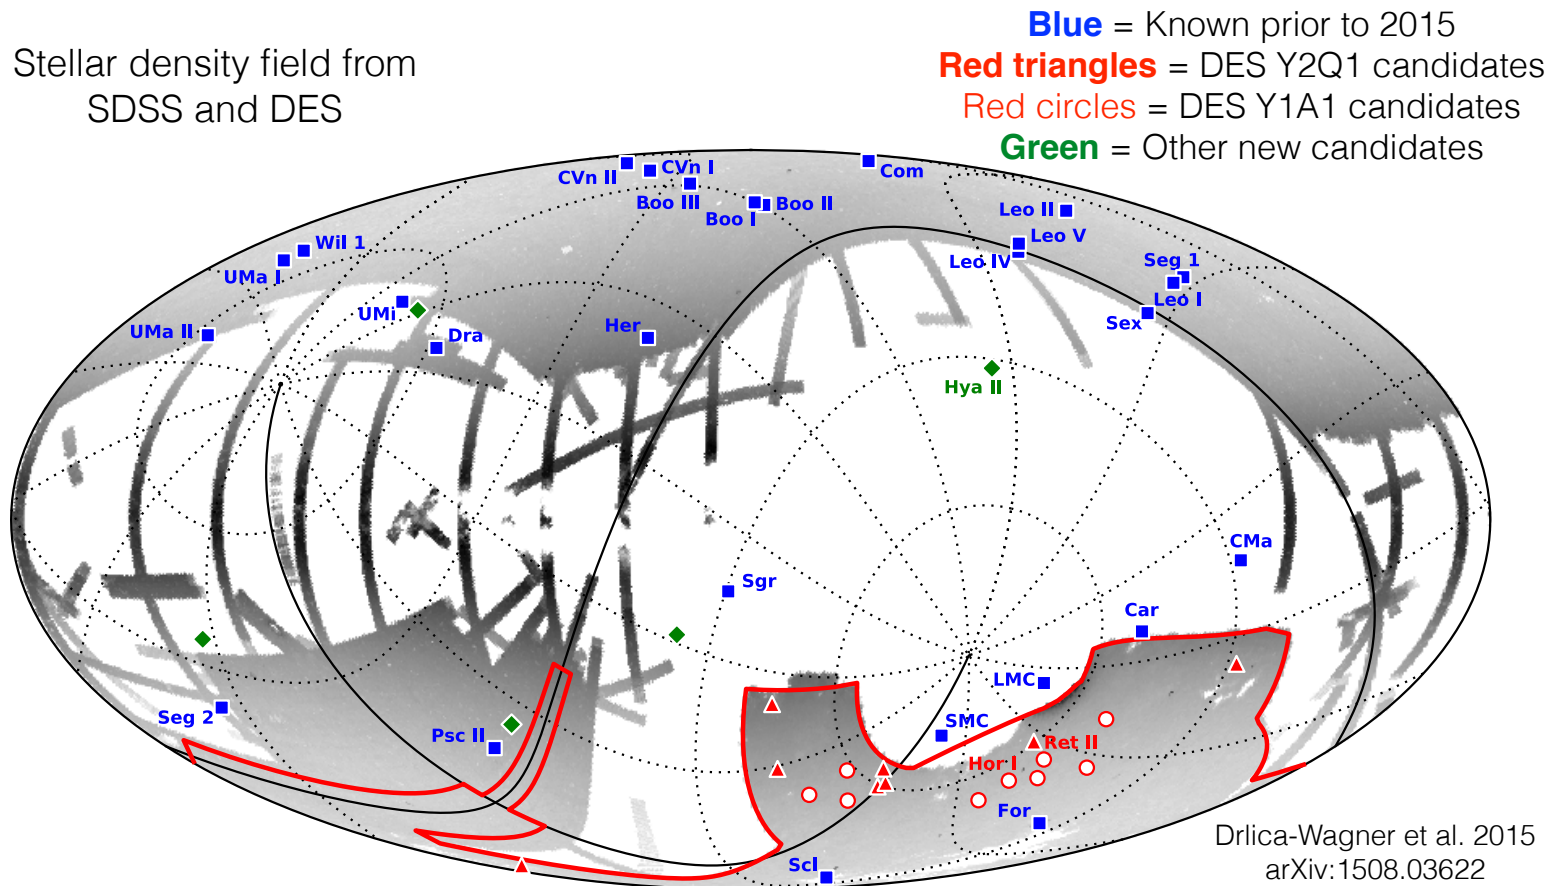 Stellar density field from
SDSS and DES
Blue = Known prior to 2015
Red triangles = DES Y2Q1 candidates
Red circles = DES Y1A1 candidates
Green = Other new candidates
CVn II
CVn I
Com
Boo III
Boo I
Boo II
Leo II
Wil 1
Leo V
UMa I
Leo IV
Seg 1
Leo I
UMi
Sex
UMa II
Dra
Her
Hya II
CMa
Sgr
Car
LMC
Seg 2
SMC
Psc II
Ret II
Hor I
For
Scl
Drlica-Wagner et al. 2015
arXiv:1508.03622